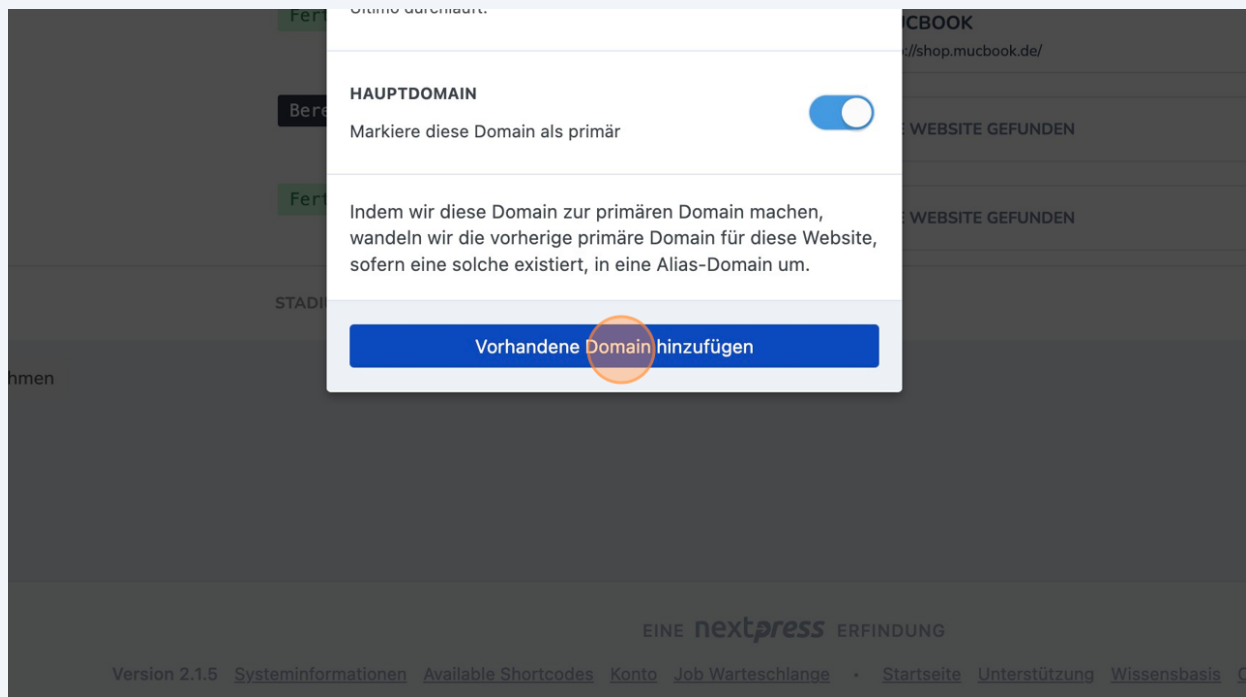 durchläuft.
HAUPTDOMAIN
Markiere diese Domain als primär
Indem wir diese Domain zur primären Domain machen,
wandeln wir die vorherige primäre Domain für diese Website,
sofern eine solche existiert, in eine Alias-Domain um.
Vorhandene Domain hinzufügen
Fert
Bere
Fert
STADI
hmen
UCBOOK
://shop.mucbook.de/
WEBSITE GEFUNDEN
WEBSITE GEFUNDEN
EINE nextpress ERFINDUNG
Version 2.1.5 Systeminformationen Available Shortcodes Konto Job Warteschlange • Startseite Unterstützung Wissensbasis